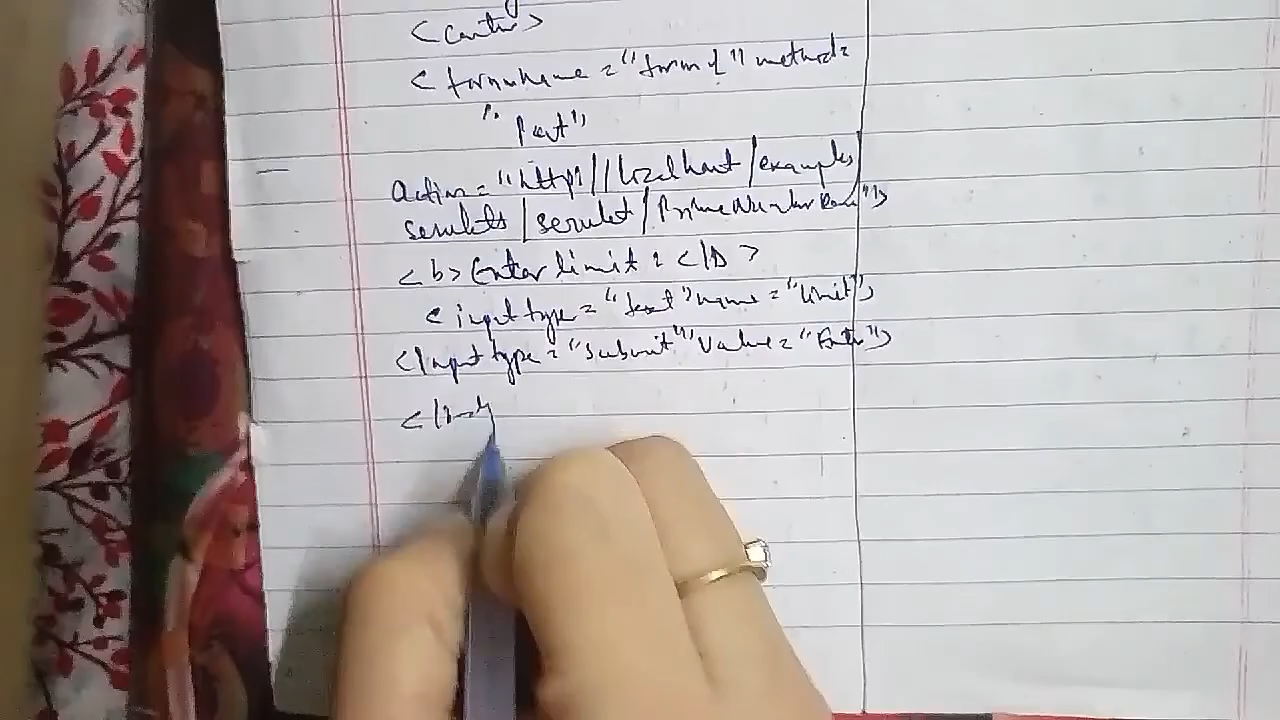 <center>
< form name = "form1" method=
"Post">
Action = "http//localhost/examples
servlets/servlet/PrimeNumber
<b> Enter limit : </b>
< input type = "text" name = "limit">
<Input type = "submit" value = "Enter">
</body